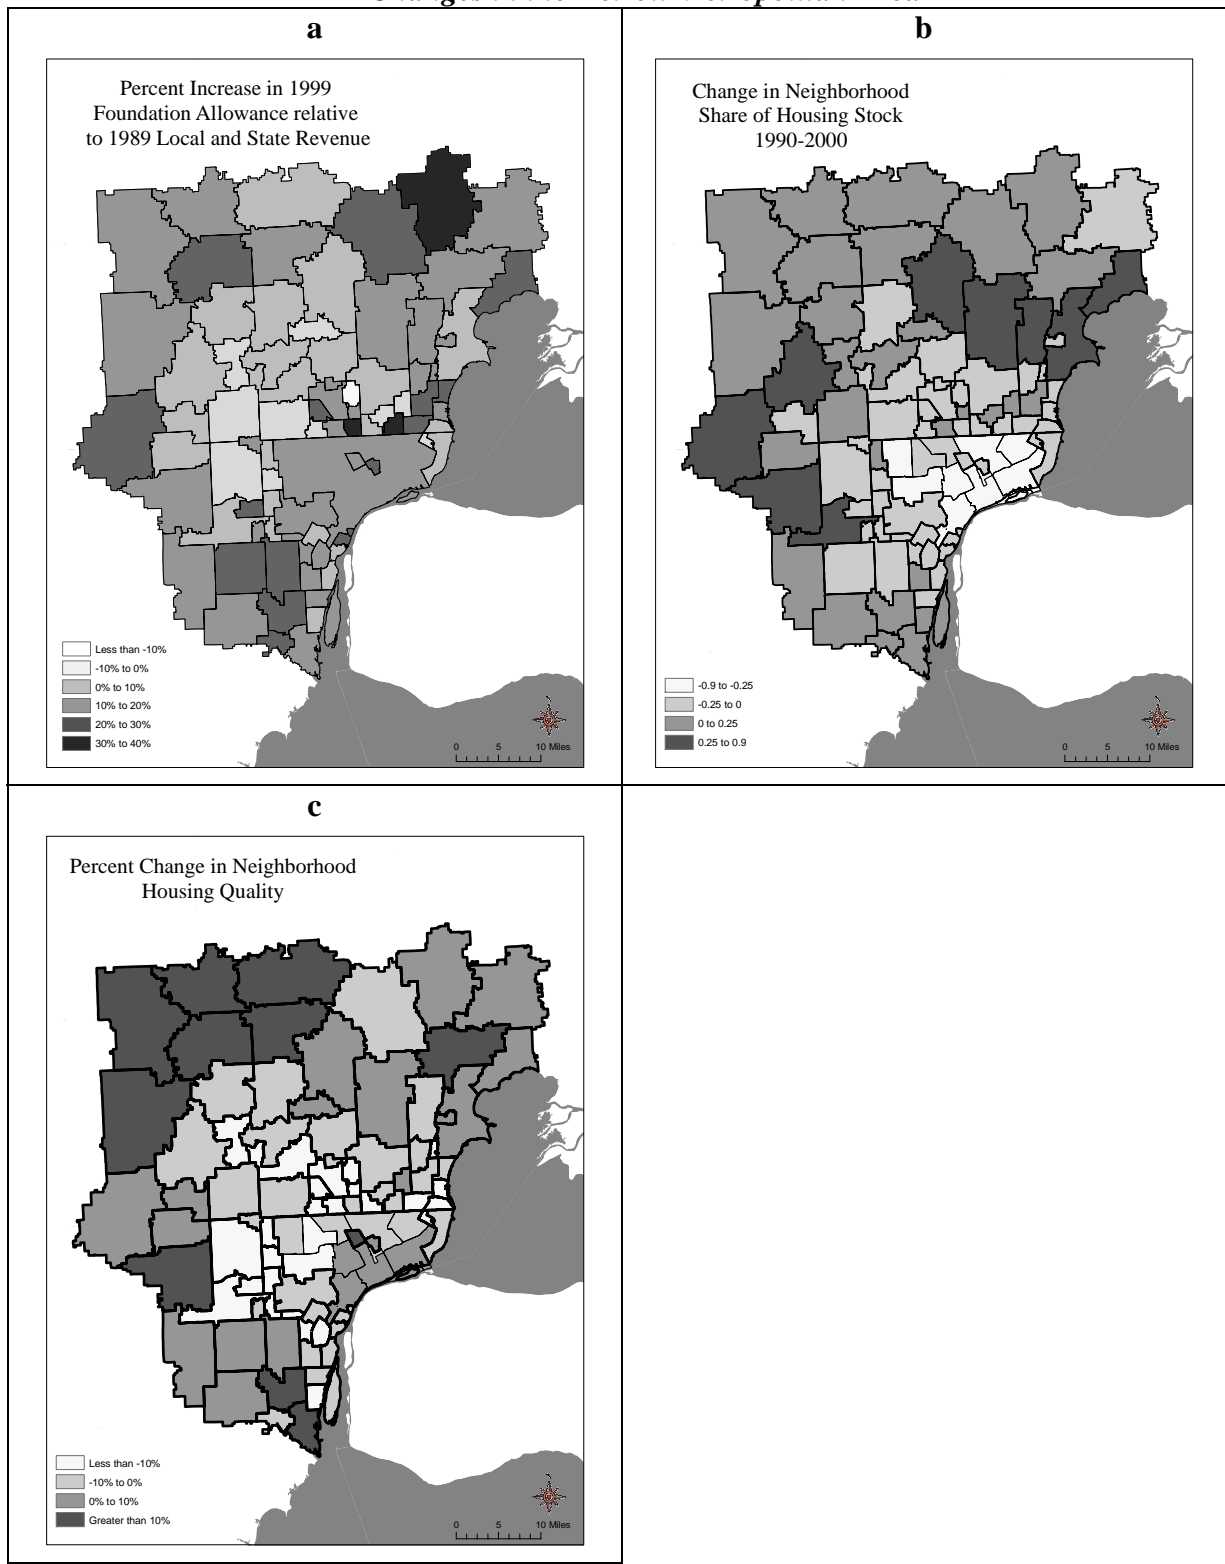 a
Percent Increase in 1999
Foundation Allowance relative
to 1989 Local and State Revenue
Less than -10%
-10% to 0%
0% to 10%
10% to 20%
20% to 30%
30% to 40%
0 5 10 Miles
b
Change in Neighborhood
Share of Housing Stock
1990-2000
-0.9 to -0.25
-0.25 to 0
0 to 0.25
0.25 to 0.9
0 5 10 Miles
c
Percent Change in Neighborhood
Housing Quality
Less than -10%
-10% to 0%
0% to 10%
Greater than 10%
0 5 10 Miles